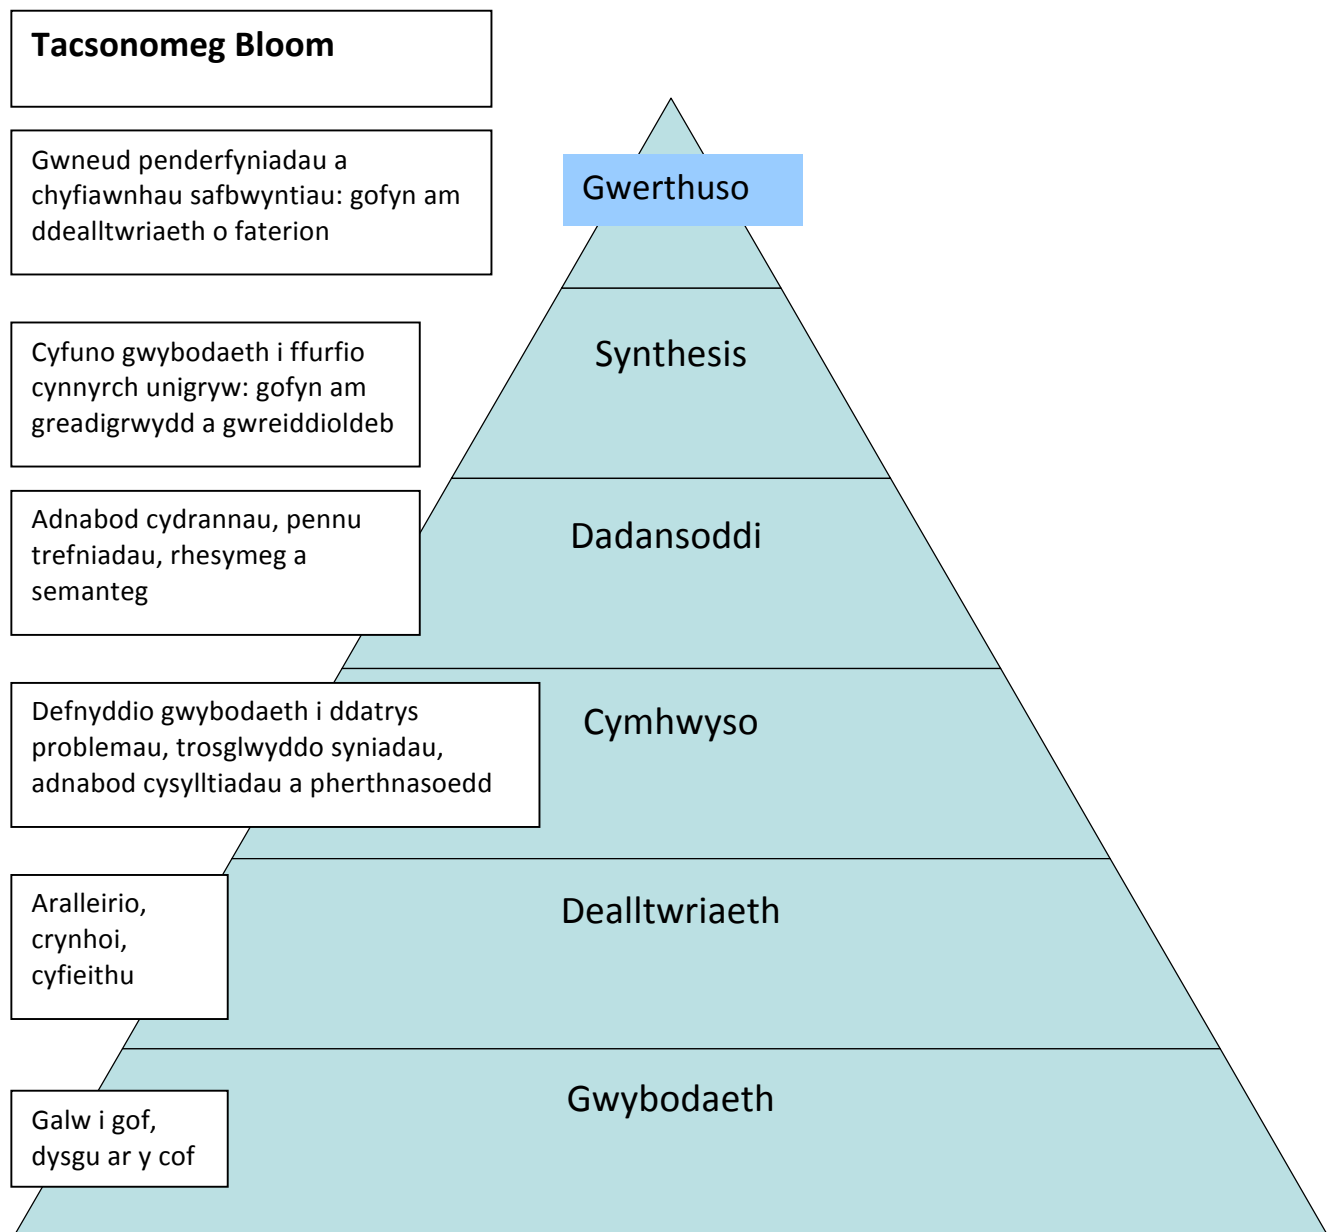 Tacsonomeg Bloom
Gwneud penderfyniadau a
chyfiawnhau safbwyntiau: gofyn am
ddealltwriaeth o faterion
Gwerthuso
Cyfuno gwybodaeth i ffurfio
cynnyrch unigryw: gofyn am
greadigrwydd a gwreiddioldeb
Synthesis
Adnabod cydrannau, pennu
trefniadau, rhesymeg a
semanteg
Dadansoddi
Defnyddio gwybodaeth i ddatrys
problemau, trosglwyddo syniadau,
adnabod cysylltiadau a pherthnasoedd
Cymhwyso
Aralleirio,
crynhoi,
cyfieithu
Dealltwriaeth
Galw i gof,
dysgu ar y cof
Gwybodaeth